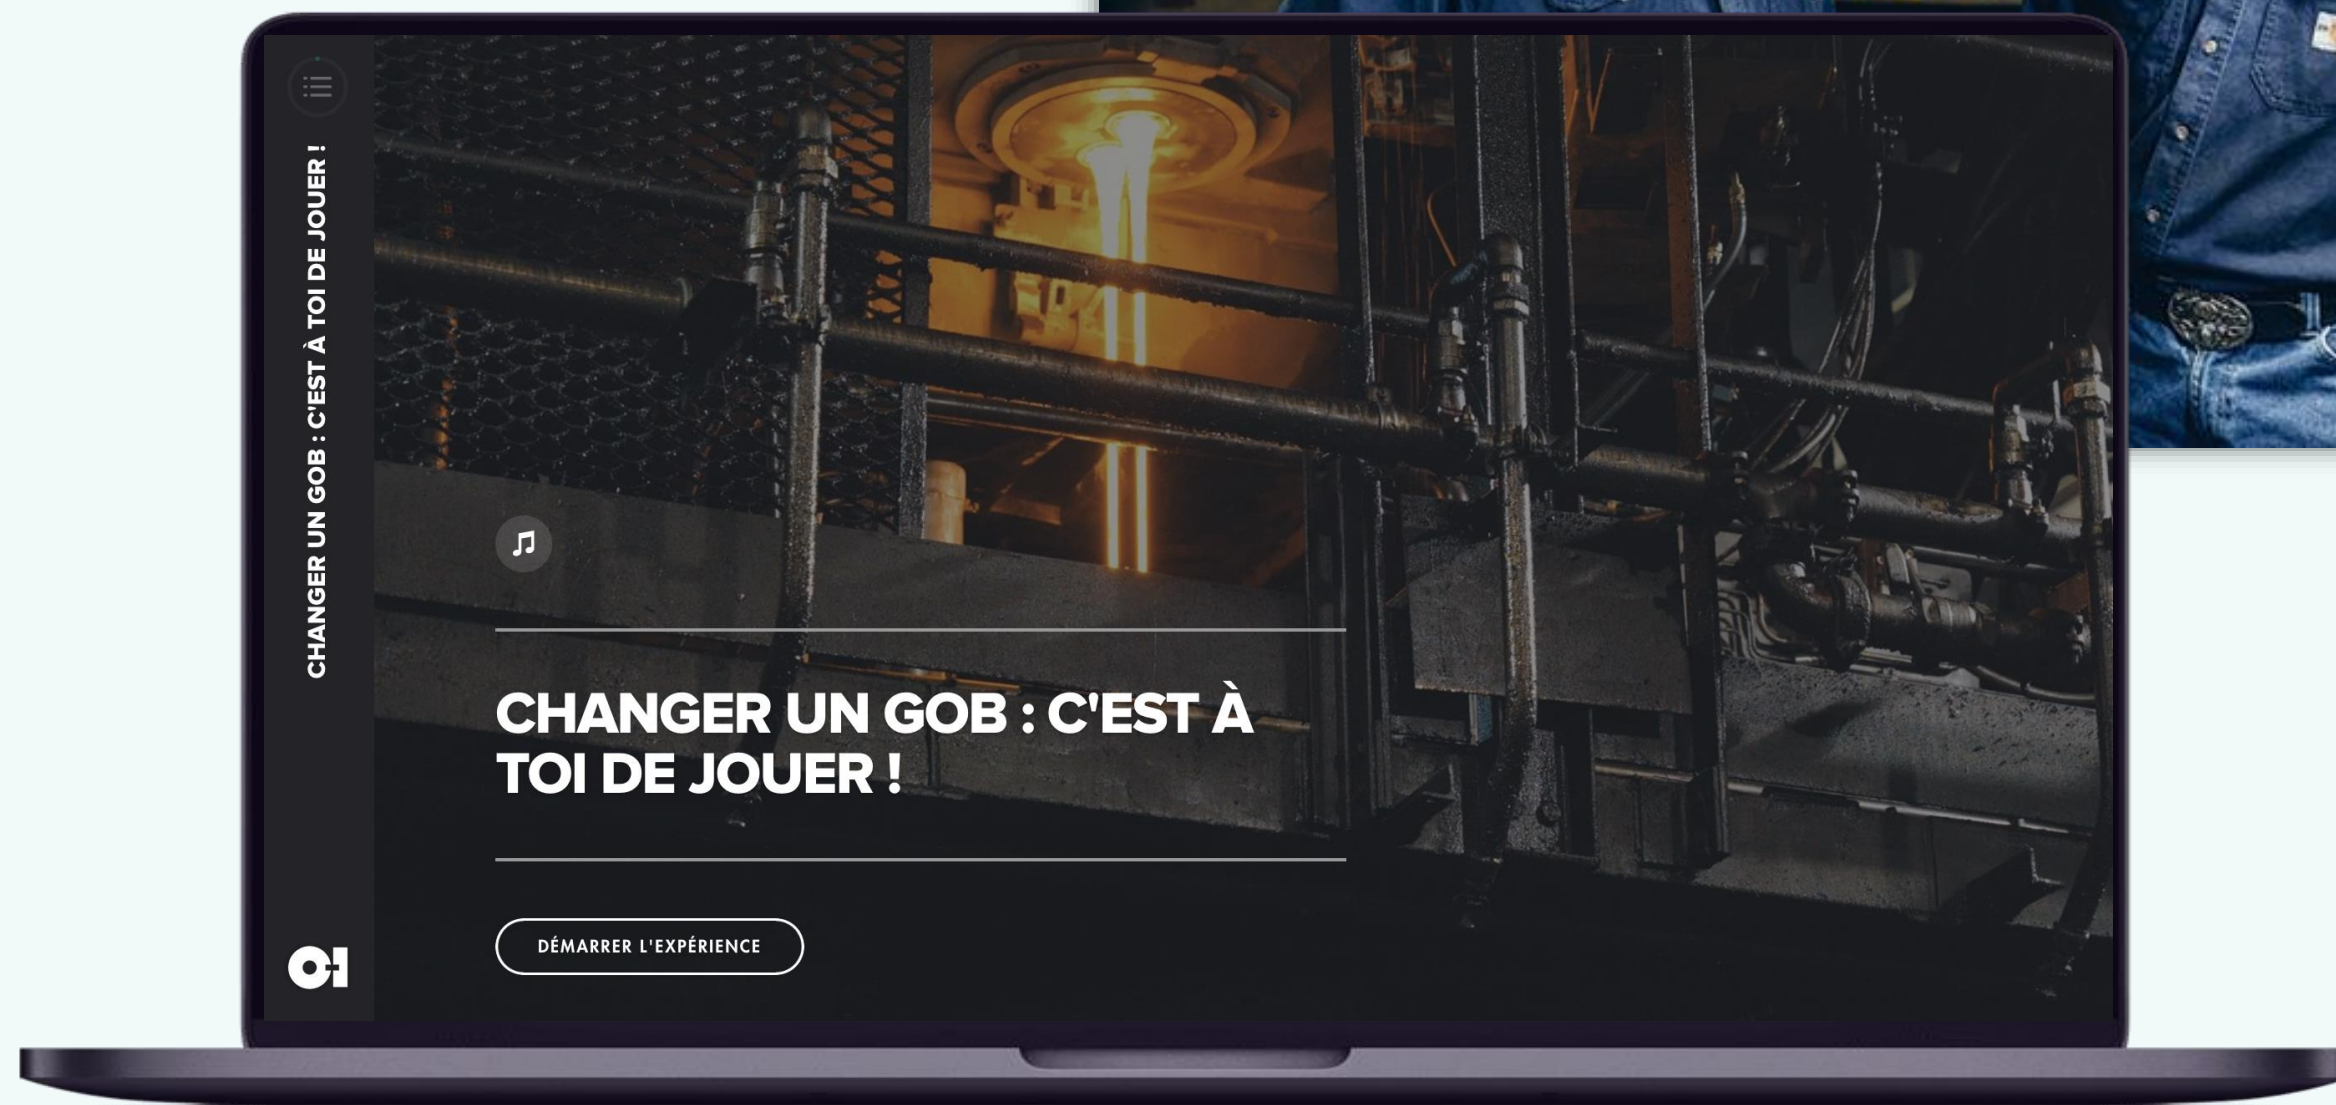 CHANGER UN GOB : C'EST À TOI DE JOUER !
CHANGER UN GOB : C'EST À
TOI DE JOUER !
DÉMARRER L'EXPÉRIENCE
O-I